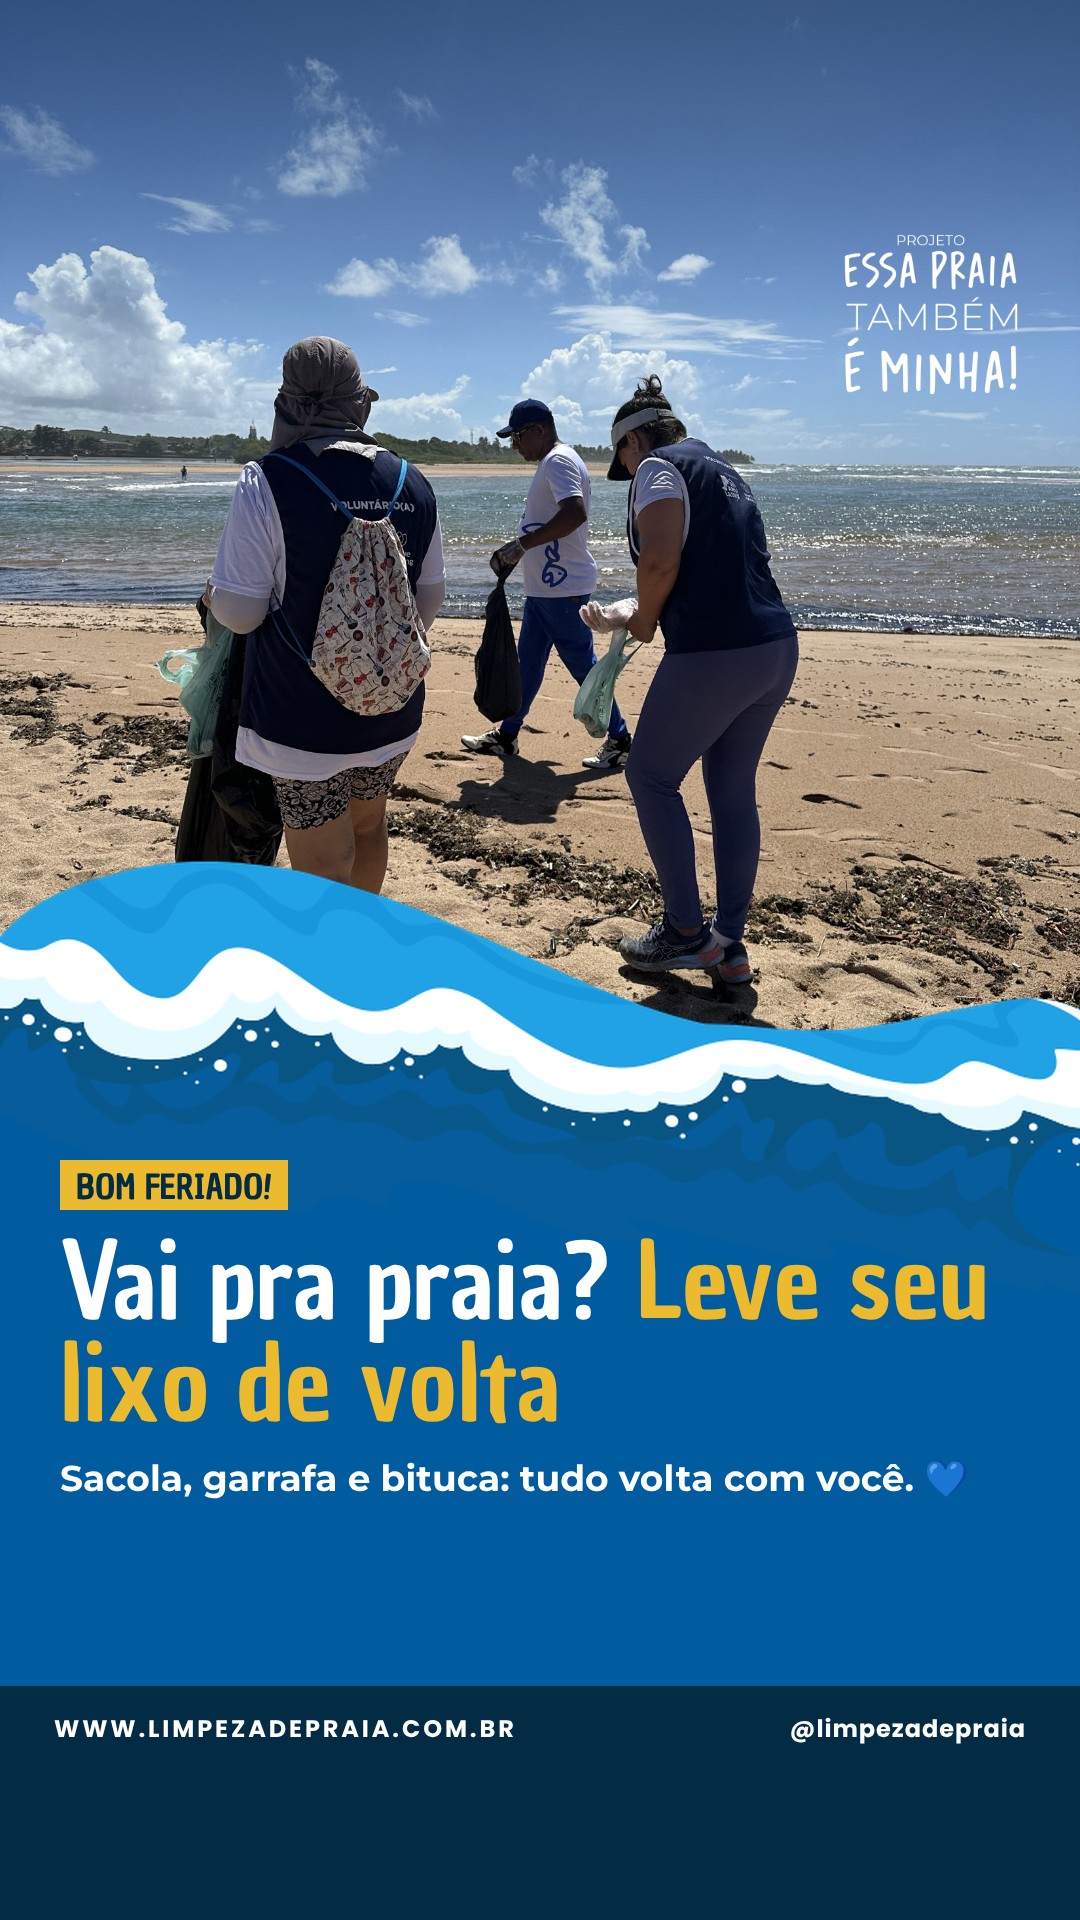 PROJETO
ESSA PRAIA
TAMBÉM
É MINHA!
VOLUNTÁRIO(A)
BOM FERIADO!
Vai pra praia? Leve seu
lixo de volta
Sacola, garrafa e bituca: tudo volta com você. 💙
WWW.LIMPEZADEPRAIA.COM.BR
@limpezadepraia